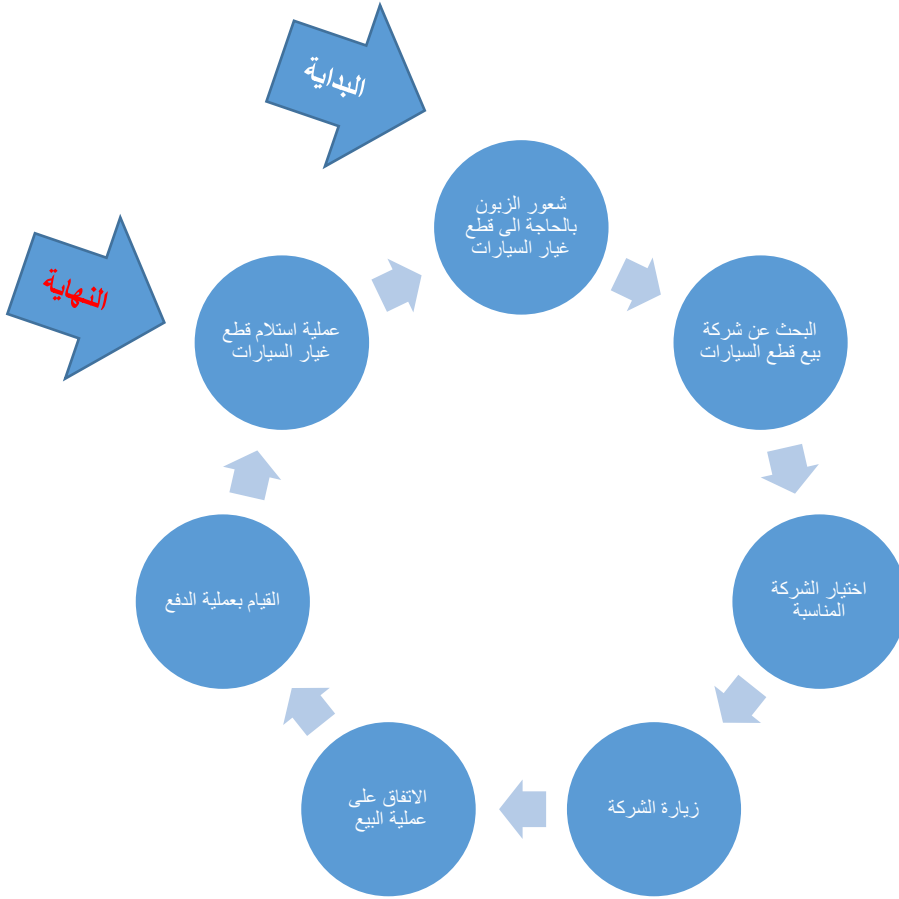 البداية
شعور الزبون
بالحاجة الى قطع
غيار السيارات
البحث عن شركة
بيع قطع السيارات
اختيار الشركة
المناسبة
زيارة الشركة
الاتفاق على
عملية البيع
القيام بعملية الدفع
عملية استلام قطع
غيار السيارات
النهاية